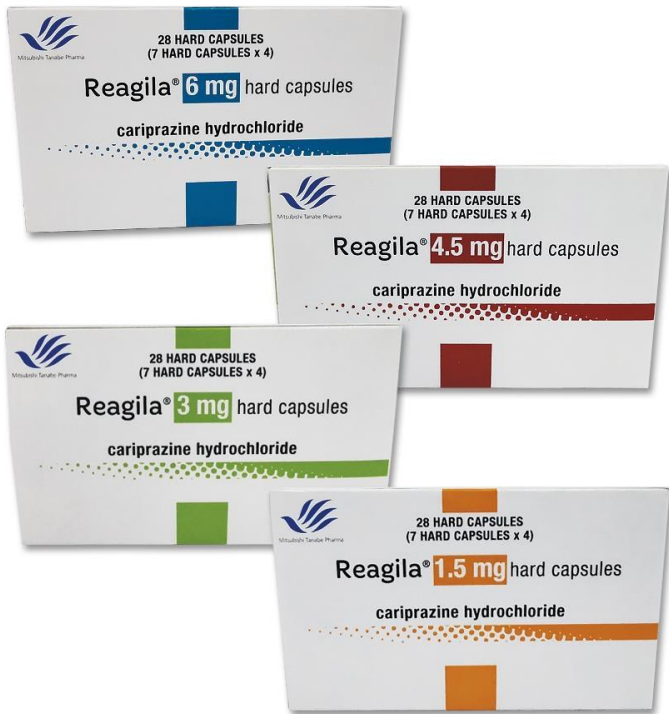 Mitsubishi Tanabe Pharma
28 HARD CAPSULES
(7 HARD CAPSULES x 4)
Reagila® 6 mg hard capsules
cariprazine hydrochloride
Mitsubishi Tanabe Pharma
28 HARD CAPSULES
(7 HARD CAPSULES x 4)
Reagila® 4.5 mg hard capsules
cariprazine hydrochloride
Mitsubishi Tanabe Pharma
28 HARD CAPSULES
(7 HARD CAPSULES x 4)
Reagila® 3 mg hard capsules
cariprazine hydrochloride
Mitsubishi Tanabe Pharma
28 HARD CAPSULES
(7 HARD CAPSULES x 4)
Reagila® 1.5 mg hard capsules
cariprazine hydrochloride